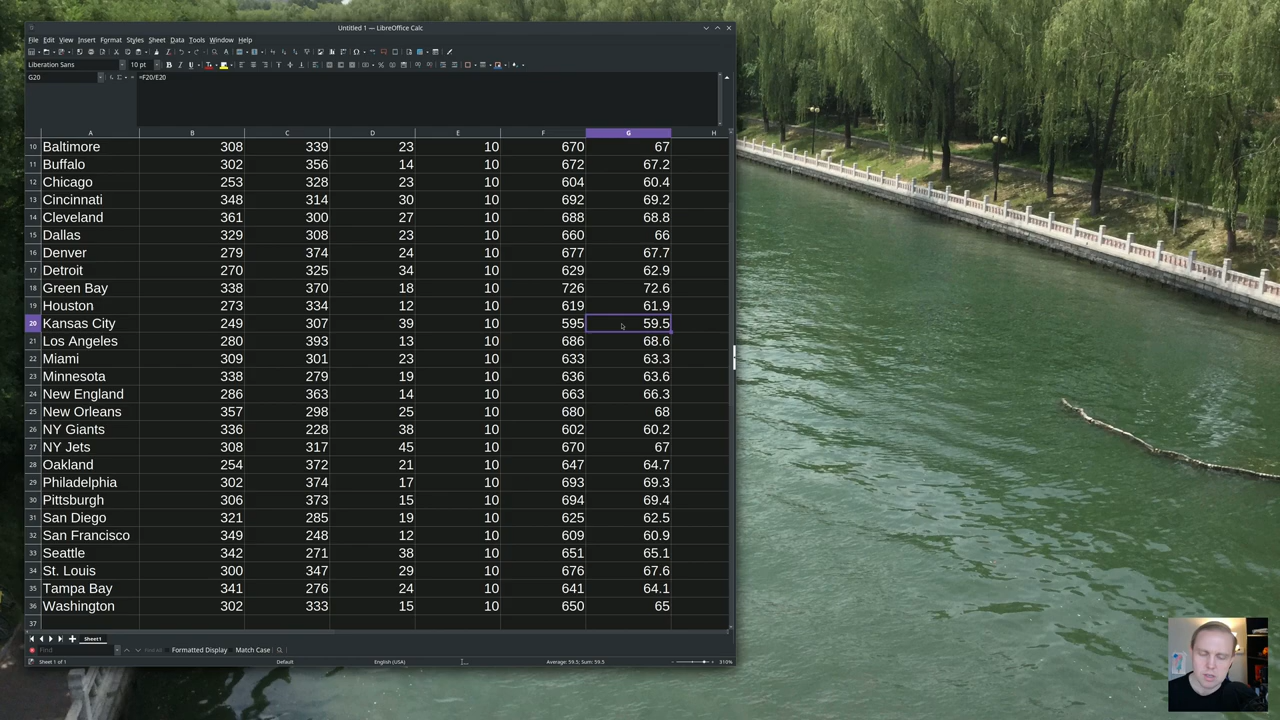 Untitled 1 — LibreOffice Calc
File Edit View Insert Format Styles Sheet Data Tools Window Help
Liberation Sans 10 pt
G20 =F20/E20
A B C D E F G H
10 Baltimore 308 339 23 10 670 67
11 Buffalo 302 356 14 10 672 67.2
12 Chicago 253 328 23 10 604 60.4
13 Cincinnati 348 314 30 10 692 69.2
14 Cleveland 361 300 27 10 688 68.8
15 Dallas 329 308 23 10 660 66
16 Denver 279 374 24 10 677 67.7
17 Detroit 270 325 34 10 629 62.9
18 Green Bay 338 370 18 10 726 72.6
19 Houston 273 334 12 10 619 61.9
20 Kansas City 249 307 39 10 595 59.5
21 Los Angeles 280 393 13 10 686 68.6
22 Miami 309 301 23 10 633 63.3
23 Minnesota 338 279 19 10 636 63.6
24 New England 286 363 14 10 663 66.3
25 New Orleans 357 298 25 10 680 68
26 NY Giants 336 228 38 10 602 60.2
27 NY Jets 308 317 45 10 670 67
28 Oakland 254 372 21 10 647 64.7
29 Philadelphia 302 374 17 10 693 69.3
30 Pittsburgh 306 373 15 10 694 69.4
31 San Diego 321 285 19 10 625 62.5
32 San Francisco 349 248 12 10 609 60.9
33 Seattle 342 271 38 10 651 65.1
34 St. Louis 300 347 29 10 676 67.6
35 Tampa Bay 341 276 24 10 641 64.1
36 Washington 302 333 15 10 650 65
37
Sheet1
Find Find All Formatted Display Match Case
Sheet 1 of 1 Default English (USA) Average: 59.5; Sum: 59.5 310%